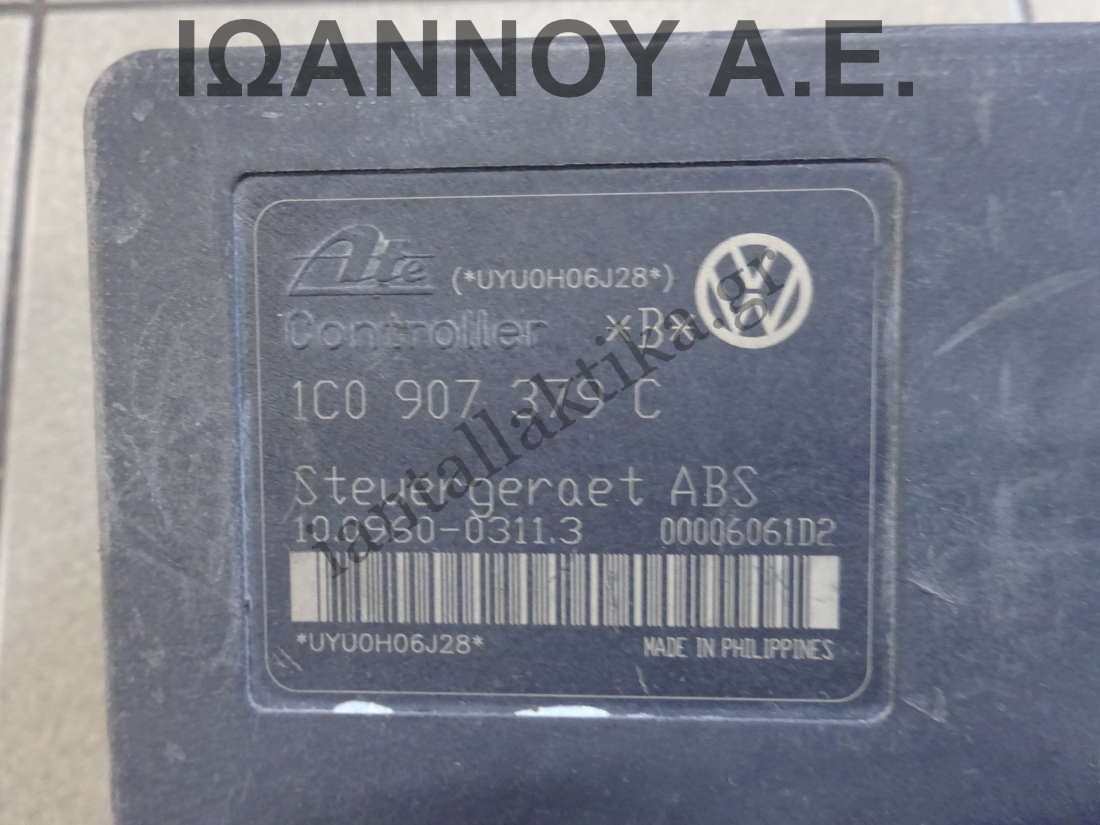 ΙΩΑΝΝΟΥ Α.Ε.
Ate (*UYU0H06J28*)
Controller *B*
1C0 907 379 C
Steuergeraet ABS
10.0960-0311.3 00006061D2
*UYU0H06J28* MADE IN PHILIPPINES
iantallaktika.gr